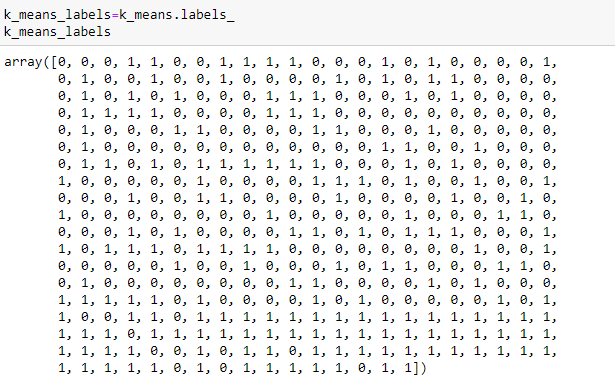 k_means_labels=k_means.labels_
k_means_labels
array([0, 0, 0, 1, 1, 0, 0, 1, 1, 1, 1, 0, 0, 0, 1, 0, 1, 0, 0, 0, 0, 1,
0, 1, 0, 0, 1, 0, 0, 1, 0, 0, 0, 0, 1, 0, 1, 0, 1, 1, 0, 0, 0, 0,
0, 1, 0, 1, 0, 1, 0, 0, 0, 1, 1, 1, 0, 0, 0, 1, 0, 1, 0, 0, 0, 0,
0, 1, 1, 1, 1, 0, 0, 0, 0, 1, 1, 1, 0, 0, 0, 0, 0, 0, 0, 0, 0, 0,
0, 1, 0, 0, 0, 1, 1, 0, 0, 0, 0, 1, 1, 0, 0, 0, 1, 0, 0, 0, 0, 0,
0, 1, 0, 0, 0, 0, 0, 0, 0, 0, 0, 0, 0, 0, 1, 1, 0, 0, 1, 0, 0, 0,
0, 1, 1, 0, 1, 0, 1, 1, 1, 1, 1, 1, 0, 0, 0, 1, 0, 1, 0, 0, 0, 0,
1, 0, 0, 0, 0, 0, 1, 0, 0, 0, 0, 1, 1, 1, 0, 1, 0, 0, 1, 0, 0, 1,
0, 0, 0, 1, 0, 0, 1, 1, 0, 0, 0, 0, 1, 0, 0, 0, 0, 1, 0, 0, 1, 0,
1, 0, 0, 0, 0, 0, 0, 0, 0, 1, 0, 0, 0, 0, 0, 1, 0, 0, 0, 1, 1, 0,
0, 0, 0, 1, 0, 1, 0, 0, 0, 0, 1, 1, 0, 1, 0, 1, 1, 1, 0, 0, 0, 1,
1, 0, 1, 1, 1, 0, 1, 1, 1, 1, 0, 0, 0, 0, 0, 0, 0, 0, 1, 0, 0, 1,
0, 0, 0, 0, 0, 1, 0, 0, 1, 0, 0, 0, 1, 0, 1, 1, 0, 0, 0, 1, 1, 0,
0, 1, 0, 0, 0, 0, 0, 0, 0, 0, 1, 1, 0, 0, 0, 0, 1, 0, 1, 0, 0, 0,
1, 1, 1, 1, 1, 0, 1, 0, 0, 0, 0, 1, 0, 1, 0, 0, 0, 0, 0, 1, 0, 1,
1, 0, 0, 1, 1, 0, 1, 1, 1, 1, 1, 1, 1, 1, 1, 1, 1, 1, 1, 1, 1, 1,
1, 1, 1, 0, 1, 1, 1, 1, 1, 1, 1, 1, 1, 1, 1, 1, 1, 1, 1, 1, 1, 1,
1, 1, 1, 1, 0, 0, 1, 0, 1, 1, 0, 1, 1, 1, 1, 1, 1, 1, 1, 1, 1, 1,
1, 1, 1, 1, 1, 0, 1, 0, 1, 1, 1, 1, 1, 0, 1, 1])